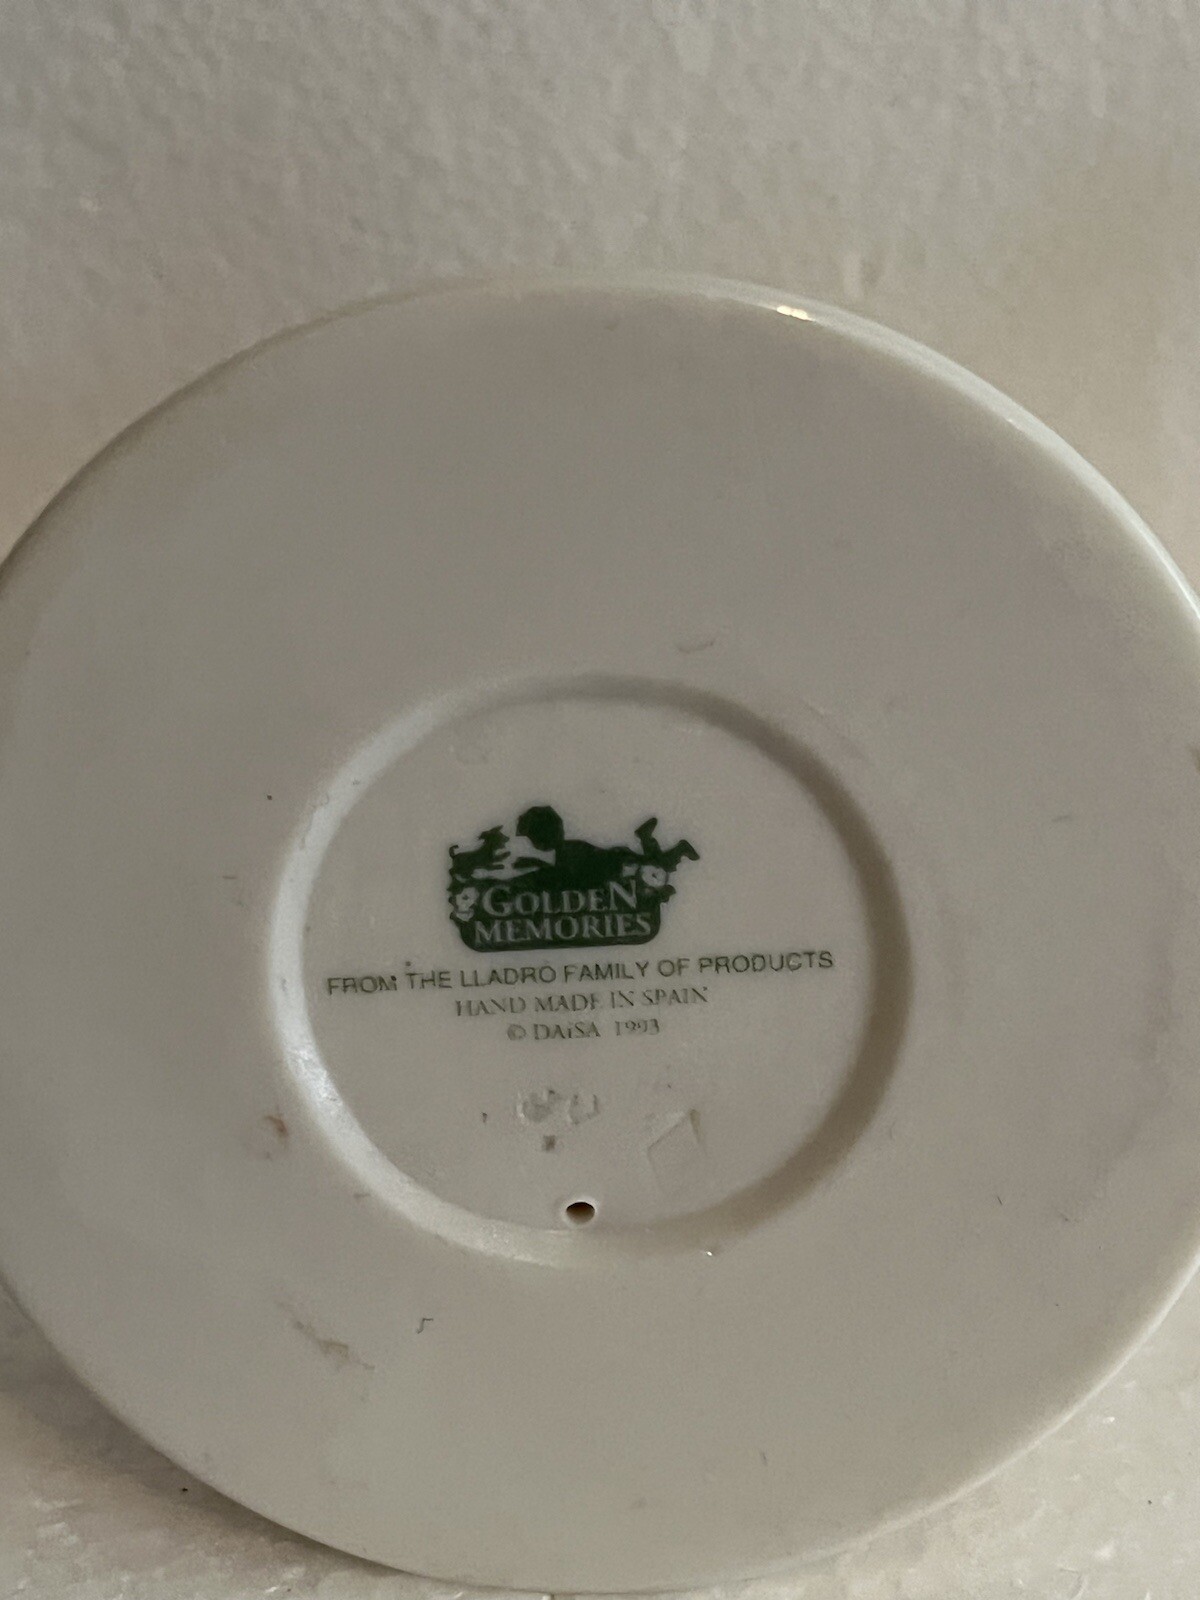 GOLDEN
MEMORIES
FROM THE LLADRO FAMILY OF PRODUCTS
HAND MADE IN SPAIN
© DAiSA 1993